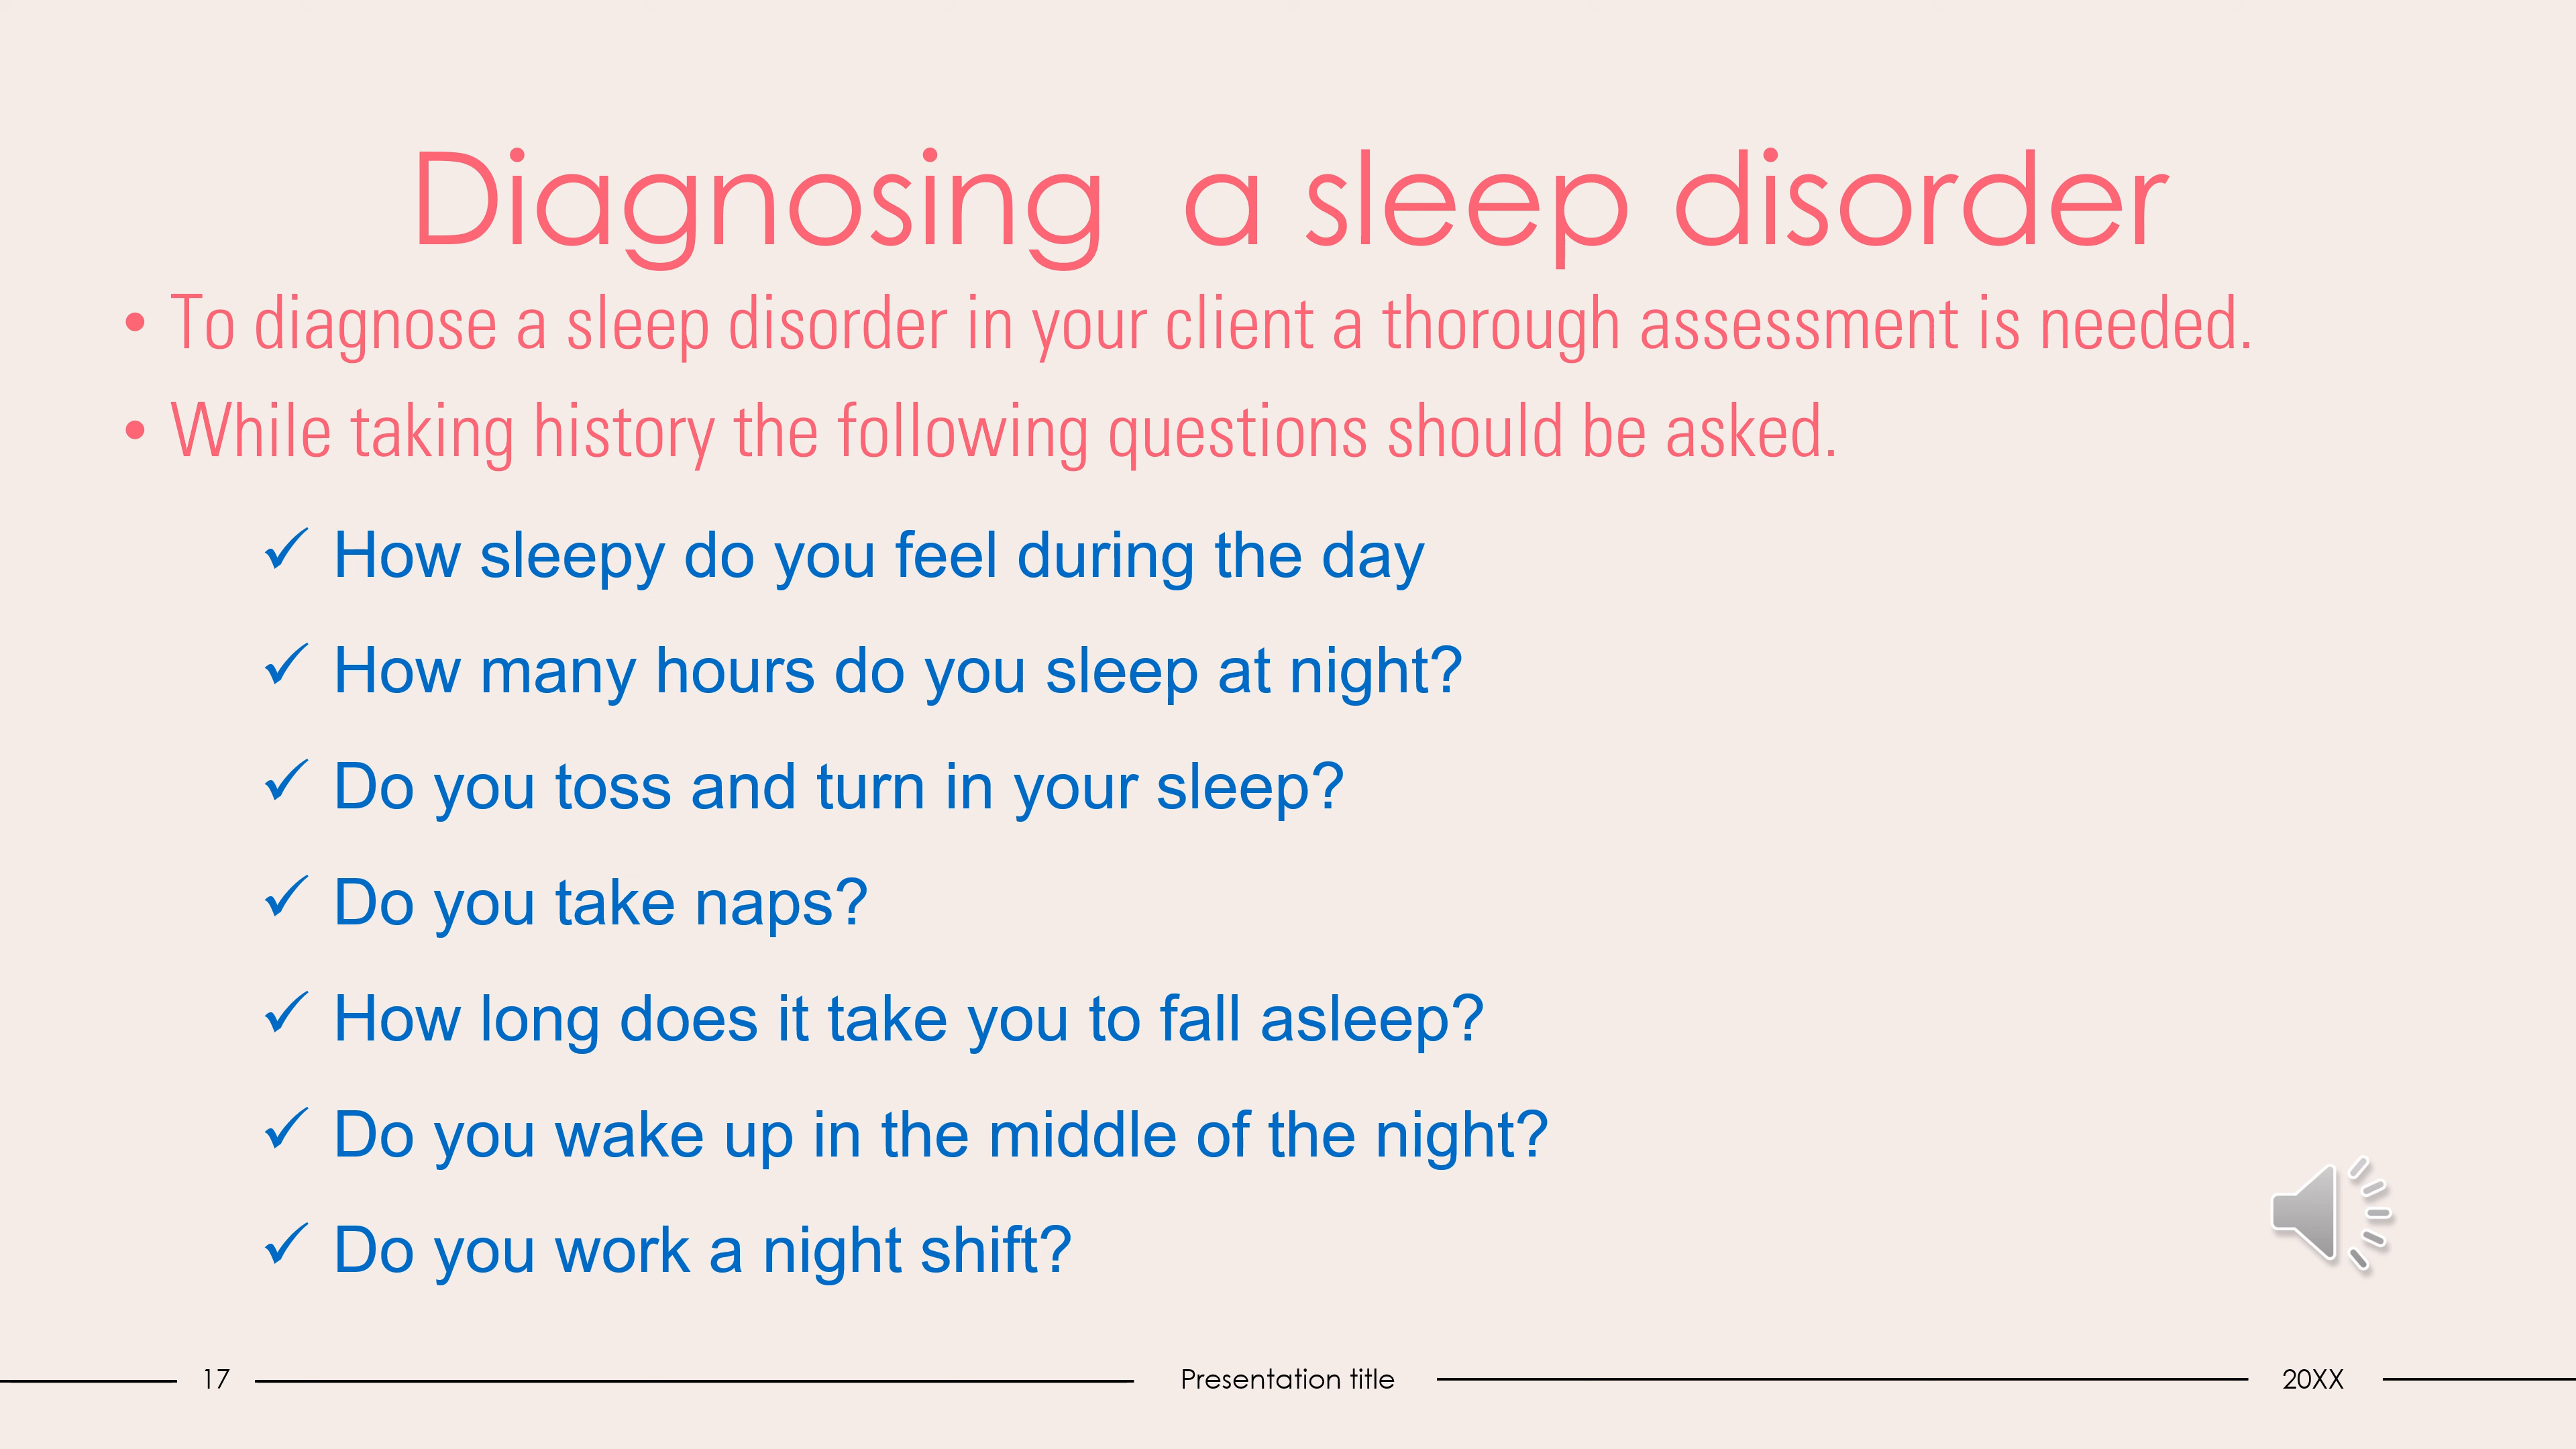 Diagnosing  a sleep disorder
• To diagnose a sleep disorder in your client a thorough assessment is needed.
• While taking history the following questions should be asked.
✓ How sleepy do you feel during the day
✓ How many hours do you sleep at night?
✓ Do you toss and turn in your sleep?
✓ Do you take naps?
✓ How long does it take you to fall asleep?
✓ Do you wake up in the middle of the night?
✓ Do you work a night shift?
17 Presentation title 20XX